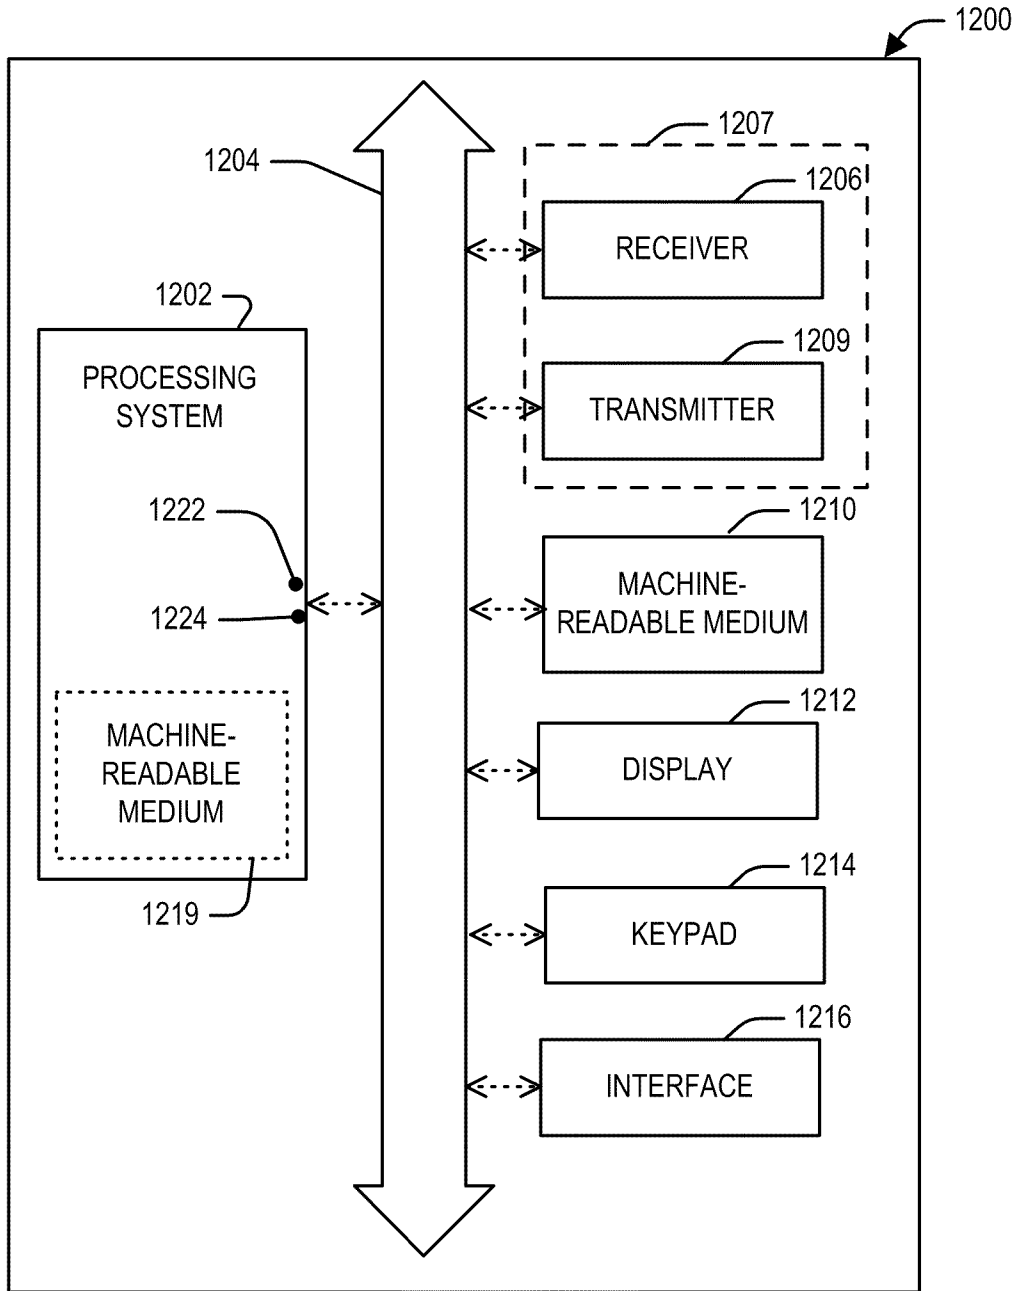 1200
1207
1204
1206
RECEIVER
1202
1209
PROCESSING
SYSTEM
TRANSMITTER
1222
1210
MACHINE-
READABLE MEDIUM
1224
1212
MACHINE-
READABLE
MEDIUM
DISPLAY
1219
1214
KEYPAD
1216
INTERFACE